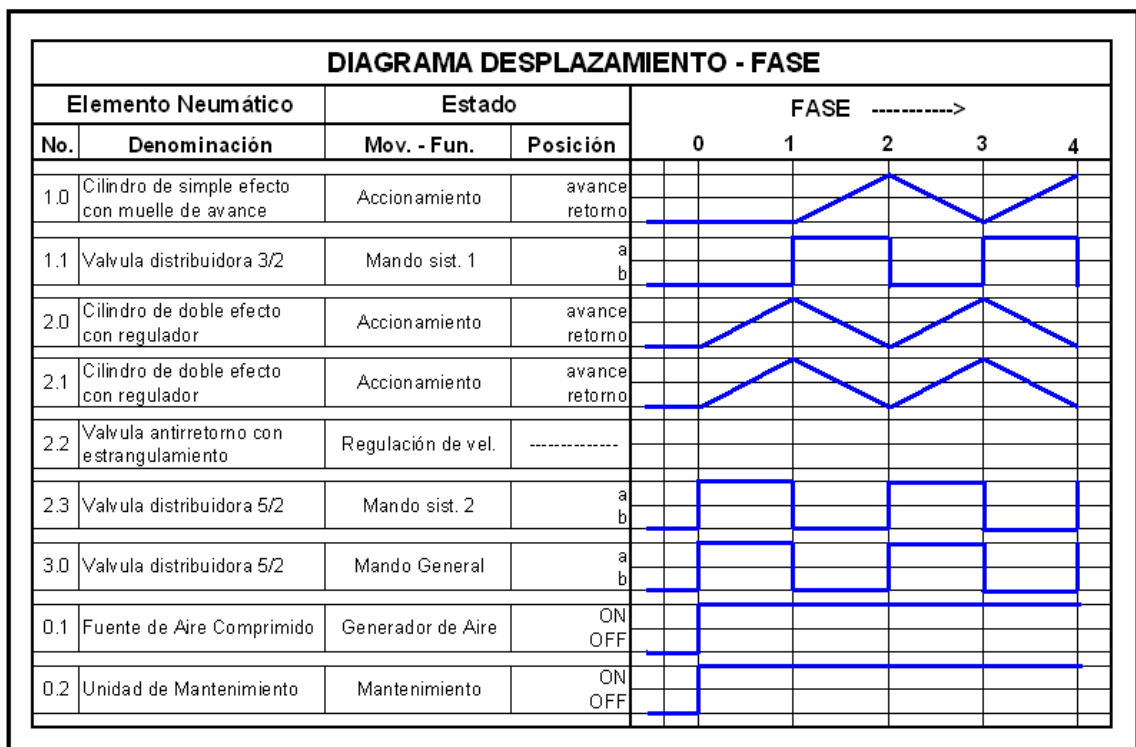 DIAGRAMA DESPLAZAMIENTO - FASE
Elemento Neumático Estado FASE ----------->
No. Denominación Mov. - Fun. Posición 0 1 2 3 4
1.0 Cilindro de simple efecto con muelle de avance Accionamiento avance retorno
1.1 Valvula distribuidora 3/2 Mando sist. 1 a b
2.0 Cilindro de doble efecto con regulador Accionamiento avance retorno
2.1 Cilindro de doble efecto con regulador Accionamiento avance retorno
2.2 Valvula antirretorno con estrangulamiento Regulación de vel. --------------
2.3 Valvula distribuidora 5/2 Mando sist. 2 a b
3.0 Valvula distribuidora 5/2 Mando General a b
0.1 Fuente de Aire Comprimido Generador de Aire ON OFF
0.2 Unidad de Mantenimiento Mantenimiento ON OFF